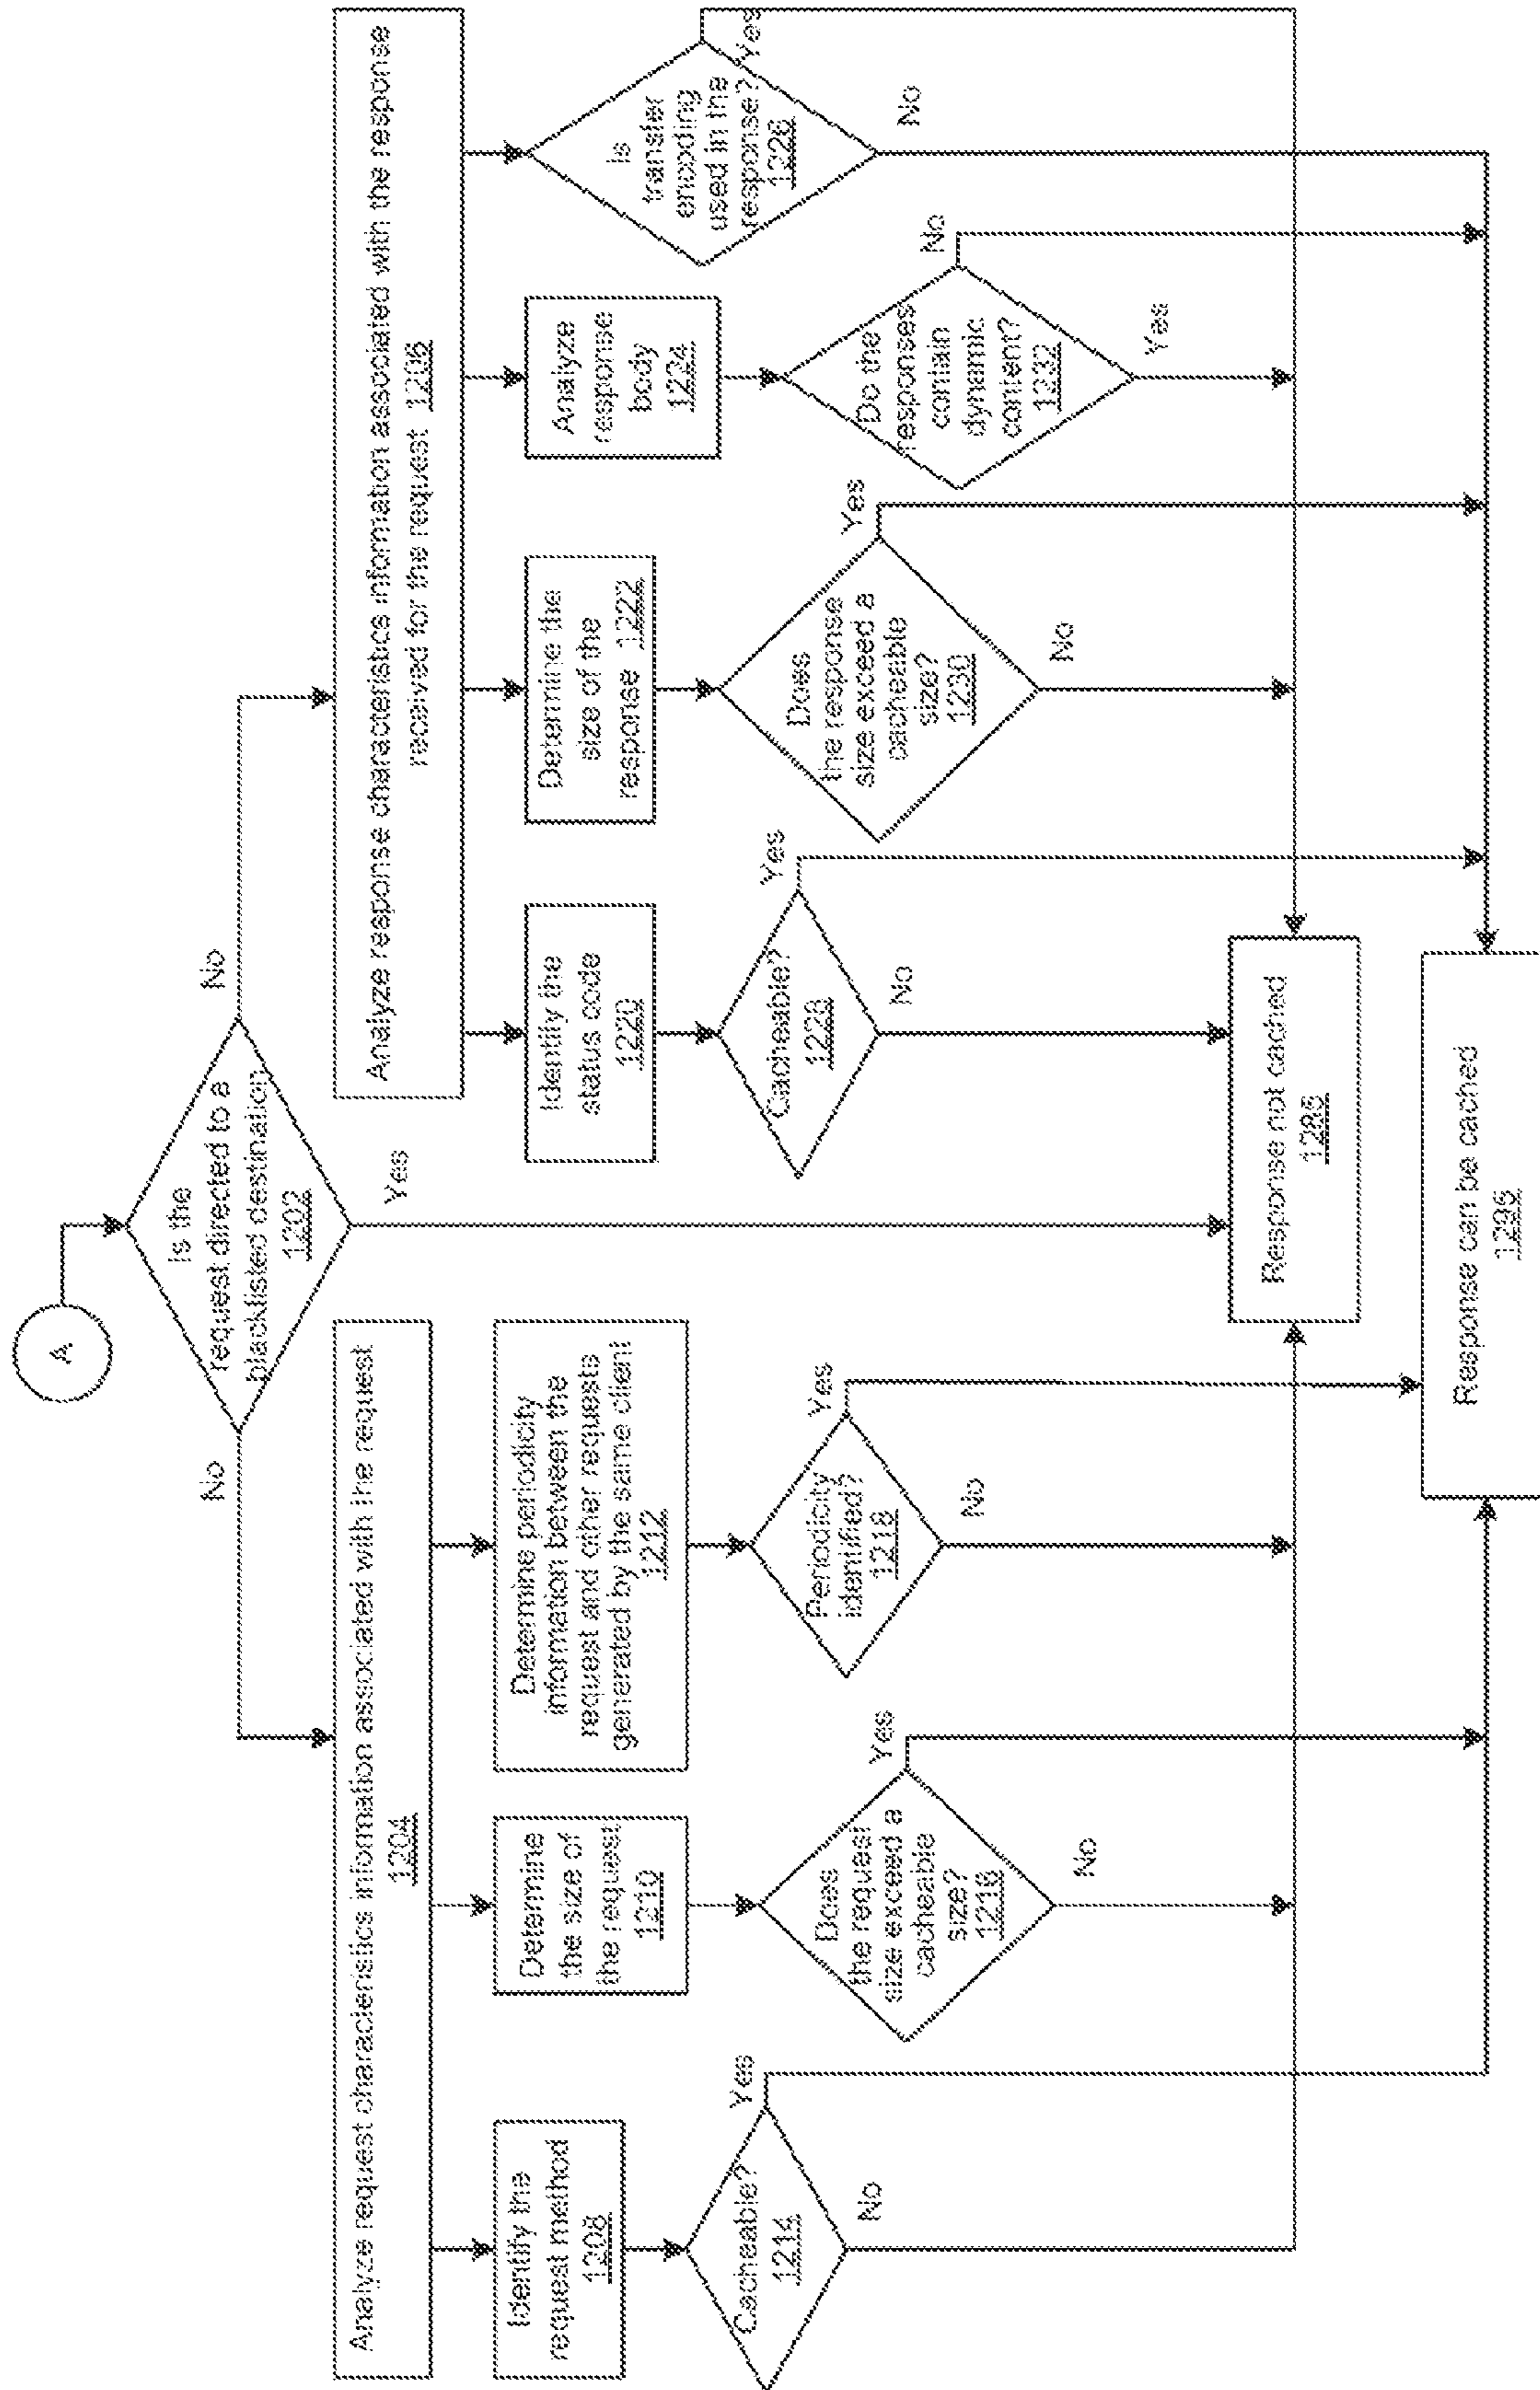 A
Is the
request directed to a
blacklisted destination
1202
No
No
Yes
Analyze request characteristics information associated with the request
1204
Analyze response characteristics information associated with the response
received for the request 1206
Identify the
request method
1208
Determine
the size of
the request
1210
Determine periodicity
information between the
request and other requests
generated by the same client
1212
Identify the
status code
1220
Determine the
size of the
response 1222
Analyze
response
body
1224
Is
transfer
encoding
used in the
response?
1226
Yes
No
Cacheable?
1214
Yes
No
Does
the request
size exceed a
cacheable
size?
1216
Yes
No
Periodicity
identified?
1218
Yes
No
Cacheable?
1228
Yes
No
Does
the response
size exceed a
cacheable
size?
1230
Yes
No
Do the
responses
contain
dynamic
content?
1232
No
Yes
Response not cached
1285
Response can be cached
1295